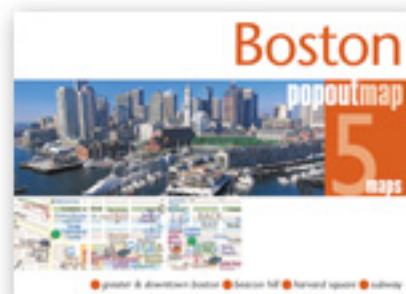 Boston
popoutmap
5
maps
greater & downtown boston beacon hill harvard square subway